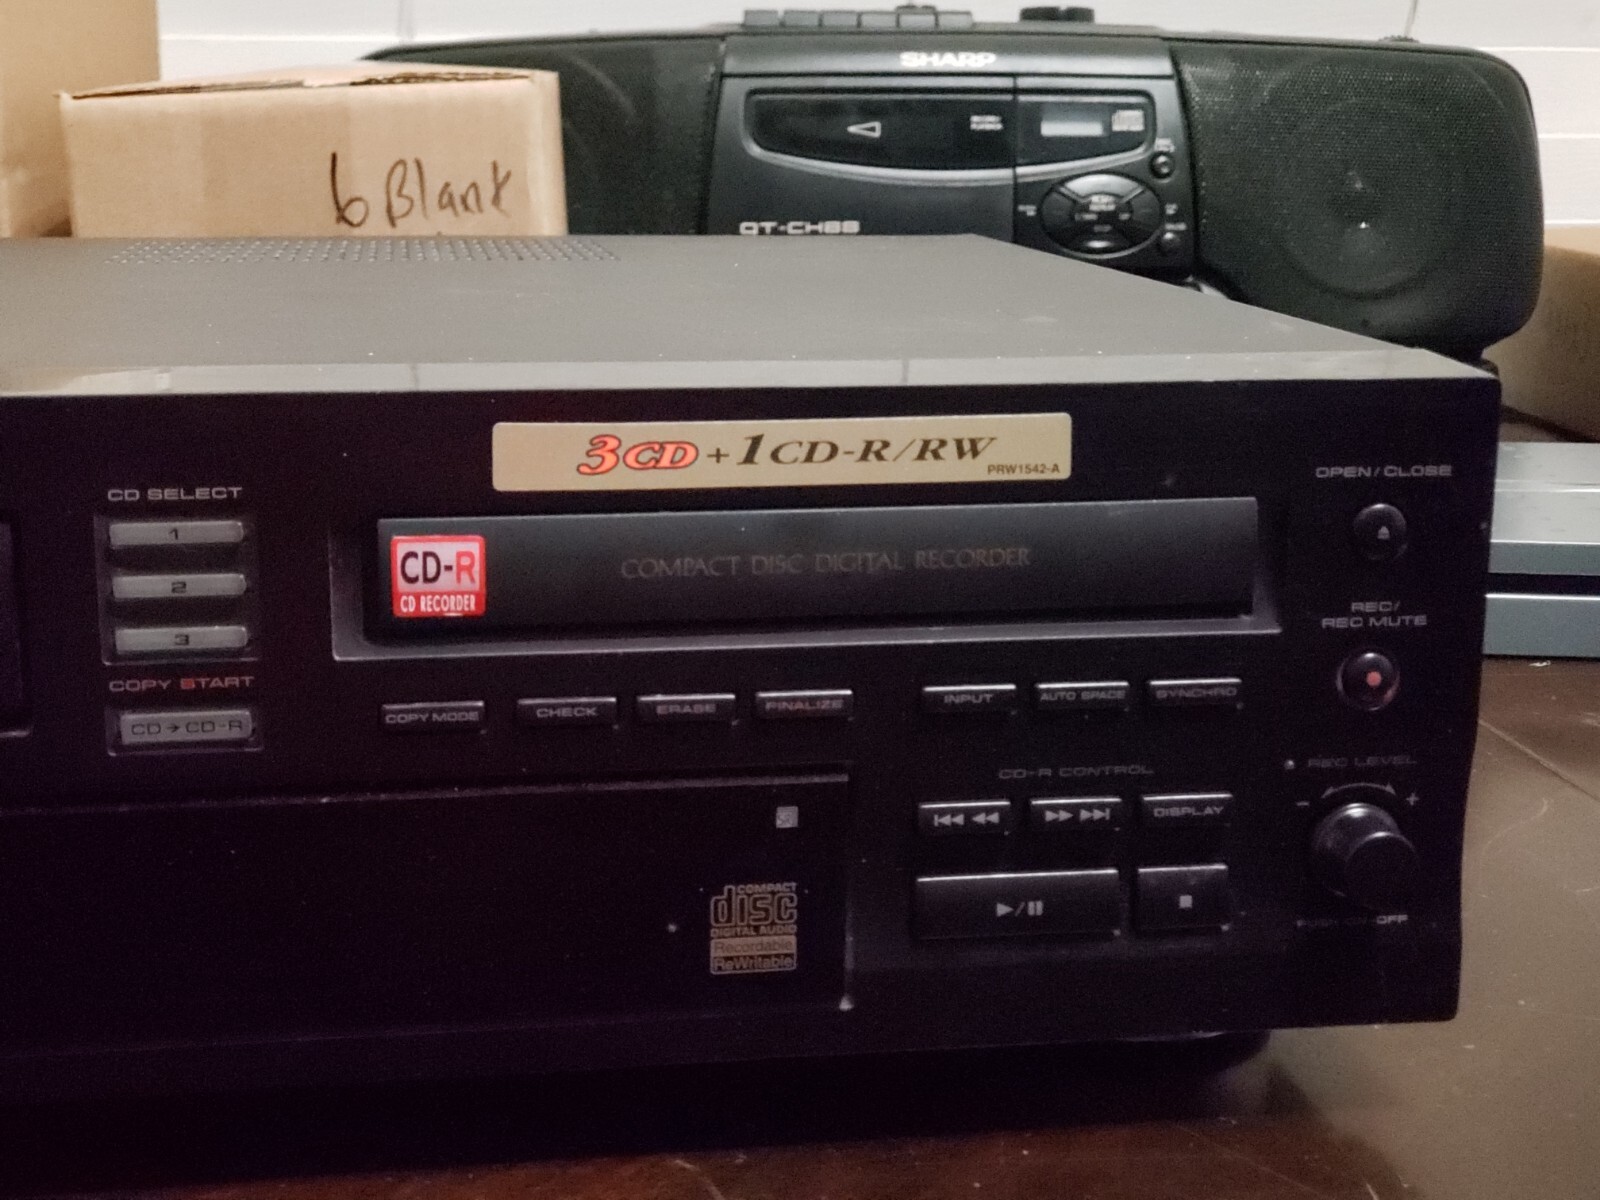 SHARP
6 Blank
QT-CH88
3CD + 1CD-R/RW
PRW1542-A
OPEN/CLOSE
CD SELECT
1
2
3
CD-R
CD RECORDER
COMPACT DISC DIGITAL RECORDER
REC/
REC MUTE
COPY START
CD → CD-R
COPY MODE
CHECK
ERASE
FINALIZE
INPUT
AUTO SPACE
SYNCHRO
CD-R CONTROL
REC LEVEL
- +
DISPLAY
COMPACT
disc
DIGITAL AUDIO
Recordable
ReWritable
PUSH ON-OFF